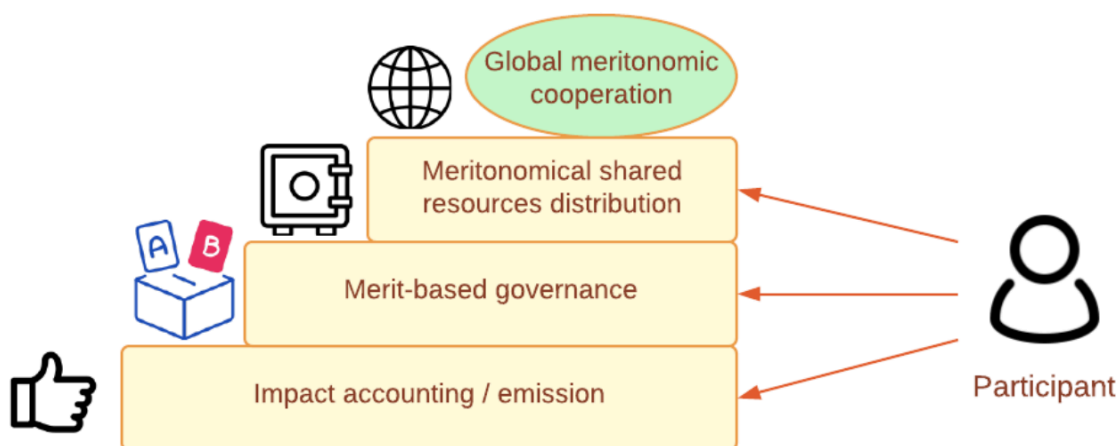 Global meritonomic
cooperation
Meritonomical shared
resources distribution
A B
Merit-based governance
Impact accounting / emission
Participant